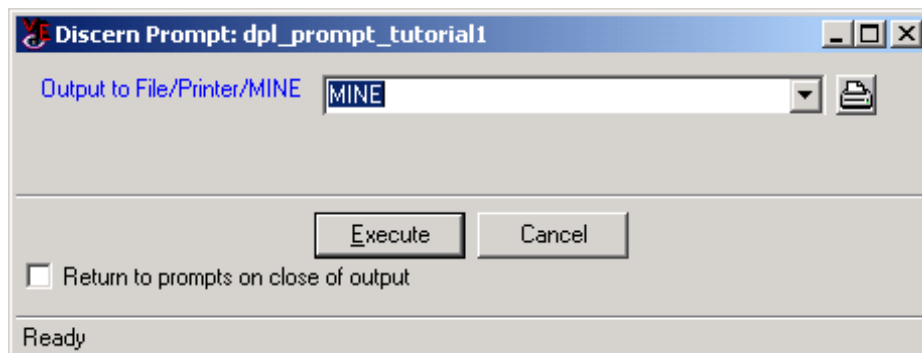 Discern Prompt: dpl_prompt_tutorial1
Output to File/Printer/MINE MINE
Execute Cancel
Return to prompts on close of output
Ready